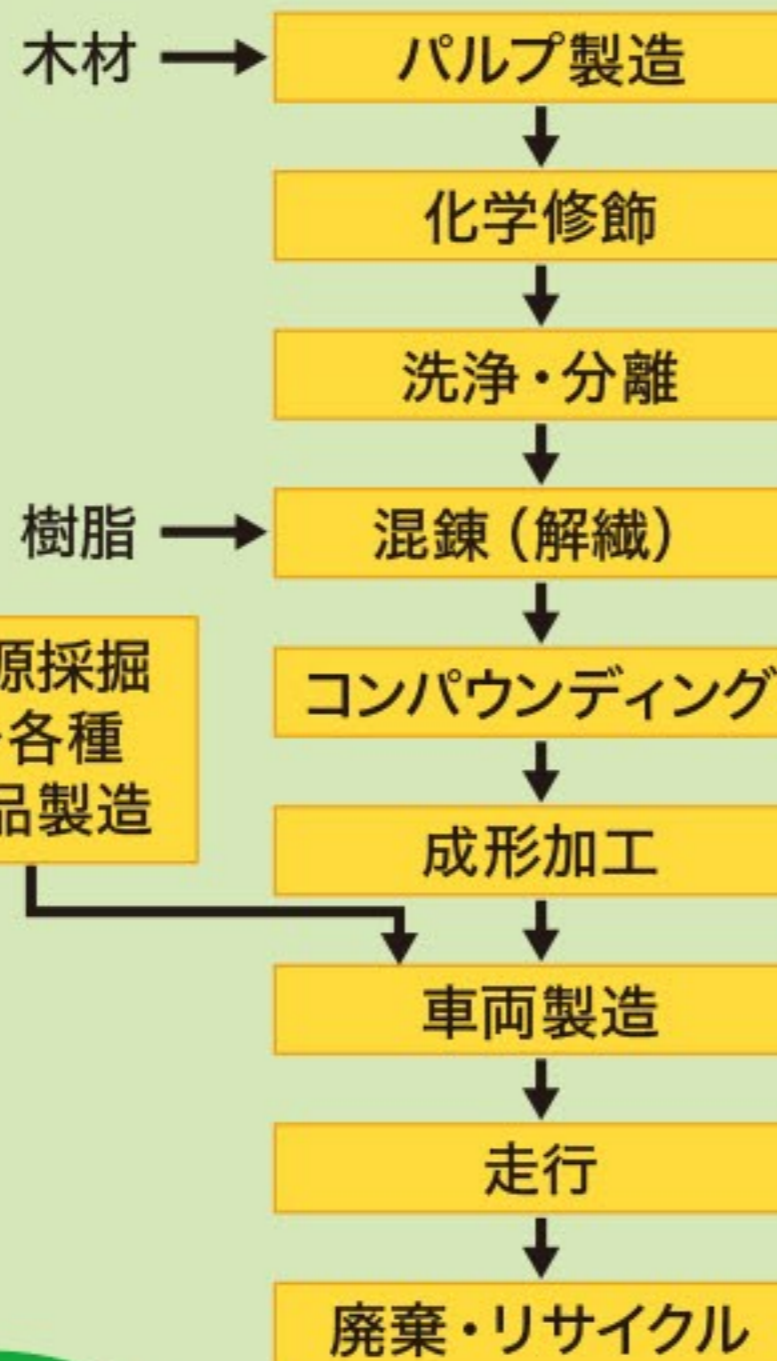 木材
パルプ製造
化学修飾
洗浄・分離
樹脂
混錬(解繊)
コンパウンディング
源採掘
各種
品製造
成形加工
車両製造
走行
廃棄・リサイクル